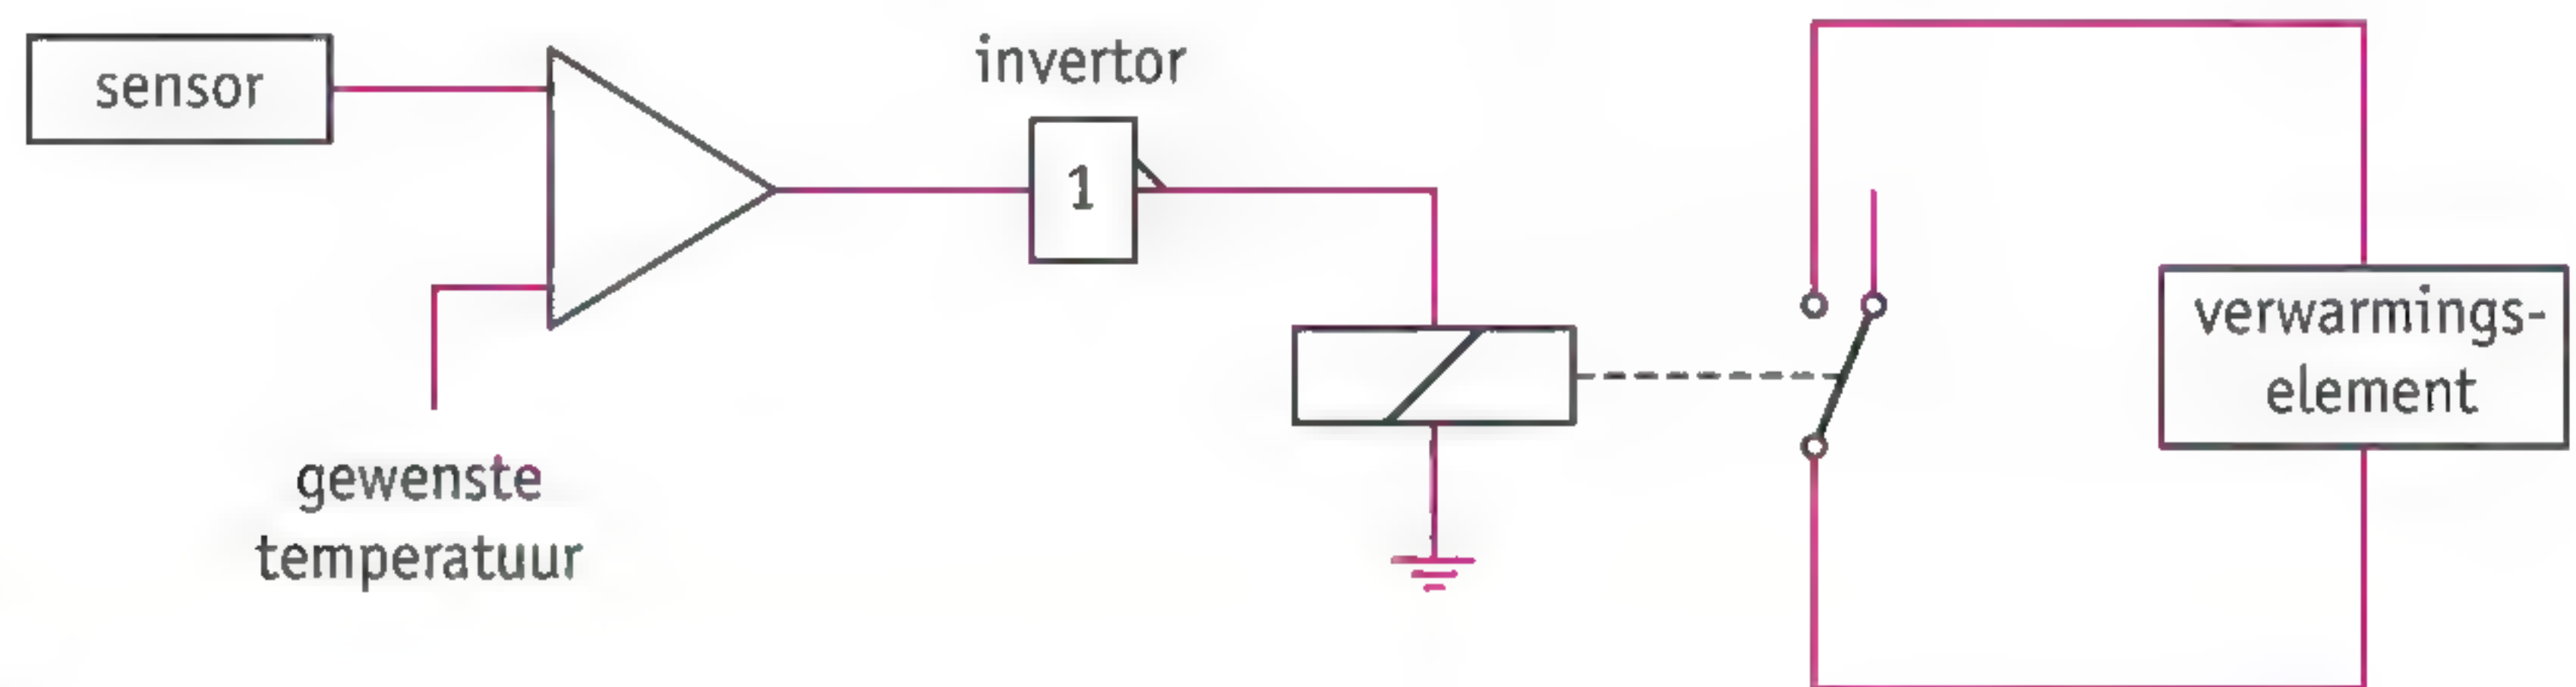 sensor
invertor
1
gewenste
temperatuur
verwarmings-
element